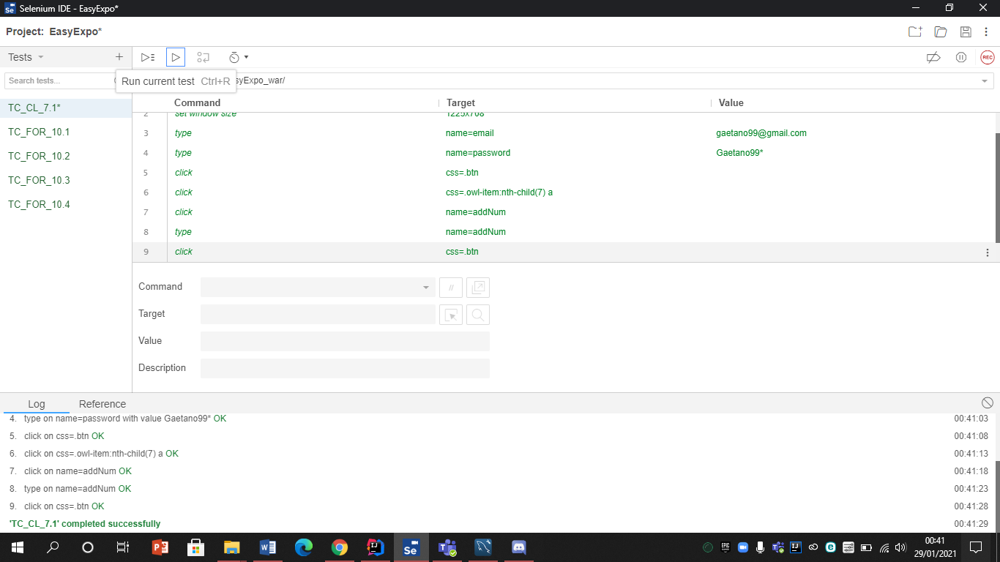 Selenium IDE - EasyExpo*
Project: EasyExpo*
Tests
Search tests...
Run current test Ctrl+R
syExpo_war/
Command Target Value
TC_CL_7.1*
TC_FOR_10.1
TC_FOR_10.2
TC_FOR_10.3
TC_FOR_10.4
2 set window size 1225x708
3 type name=email gaetano99@gmail.com
4 type name=password Gaetano99*
5 click css=.btn
6 click css=.owl-item:nth-child(7) a
7 click name=addNum
8 type name=addNum
9 click css=.btn
Command
//
Target
Value
Description
Log Reference
4. type on name=password with value Gaetano99* OK 00:41:03
5. click on css=.btn OK 00:41:08
6. click on css=.owl-item:nth-child(7) a OK 00:41:13
7. click on name=addNum OK 00:41:18
8. type on name=addNum OK 00:41:23
9. click on css=.btn OK 00:41:28
'TC_CL_7.1' completed successfully 00:41:29
REC
00:41
29/01/2021